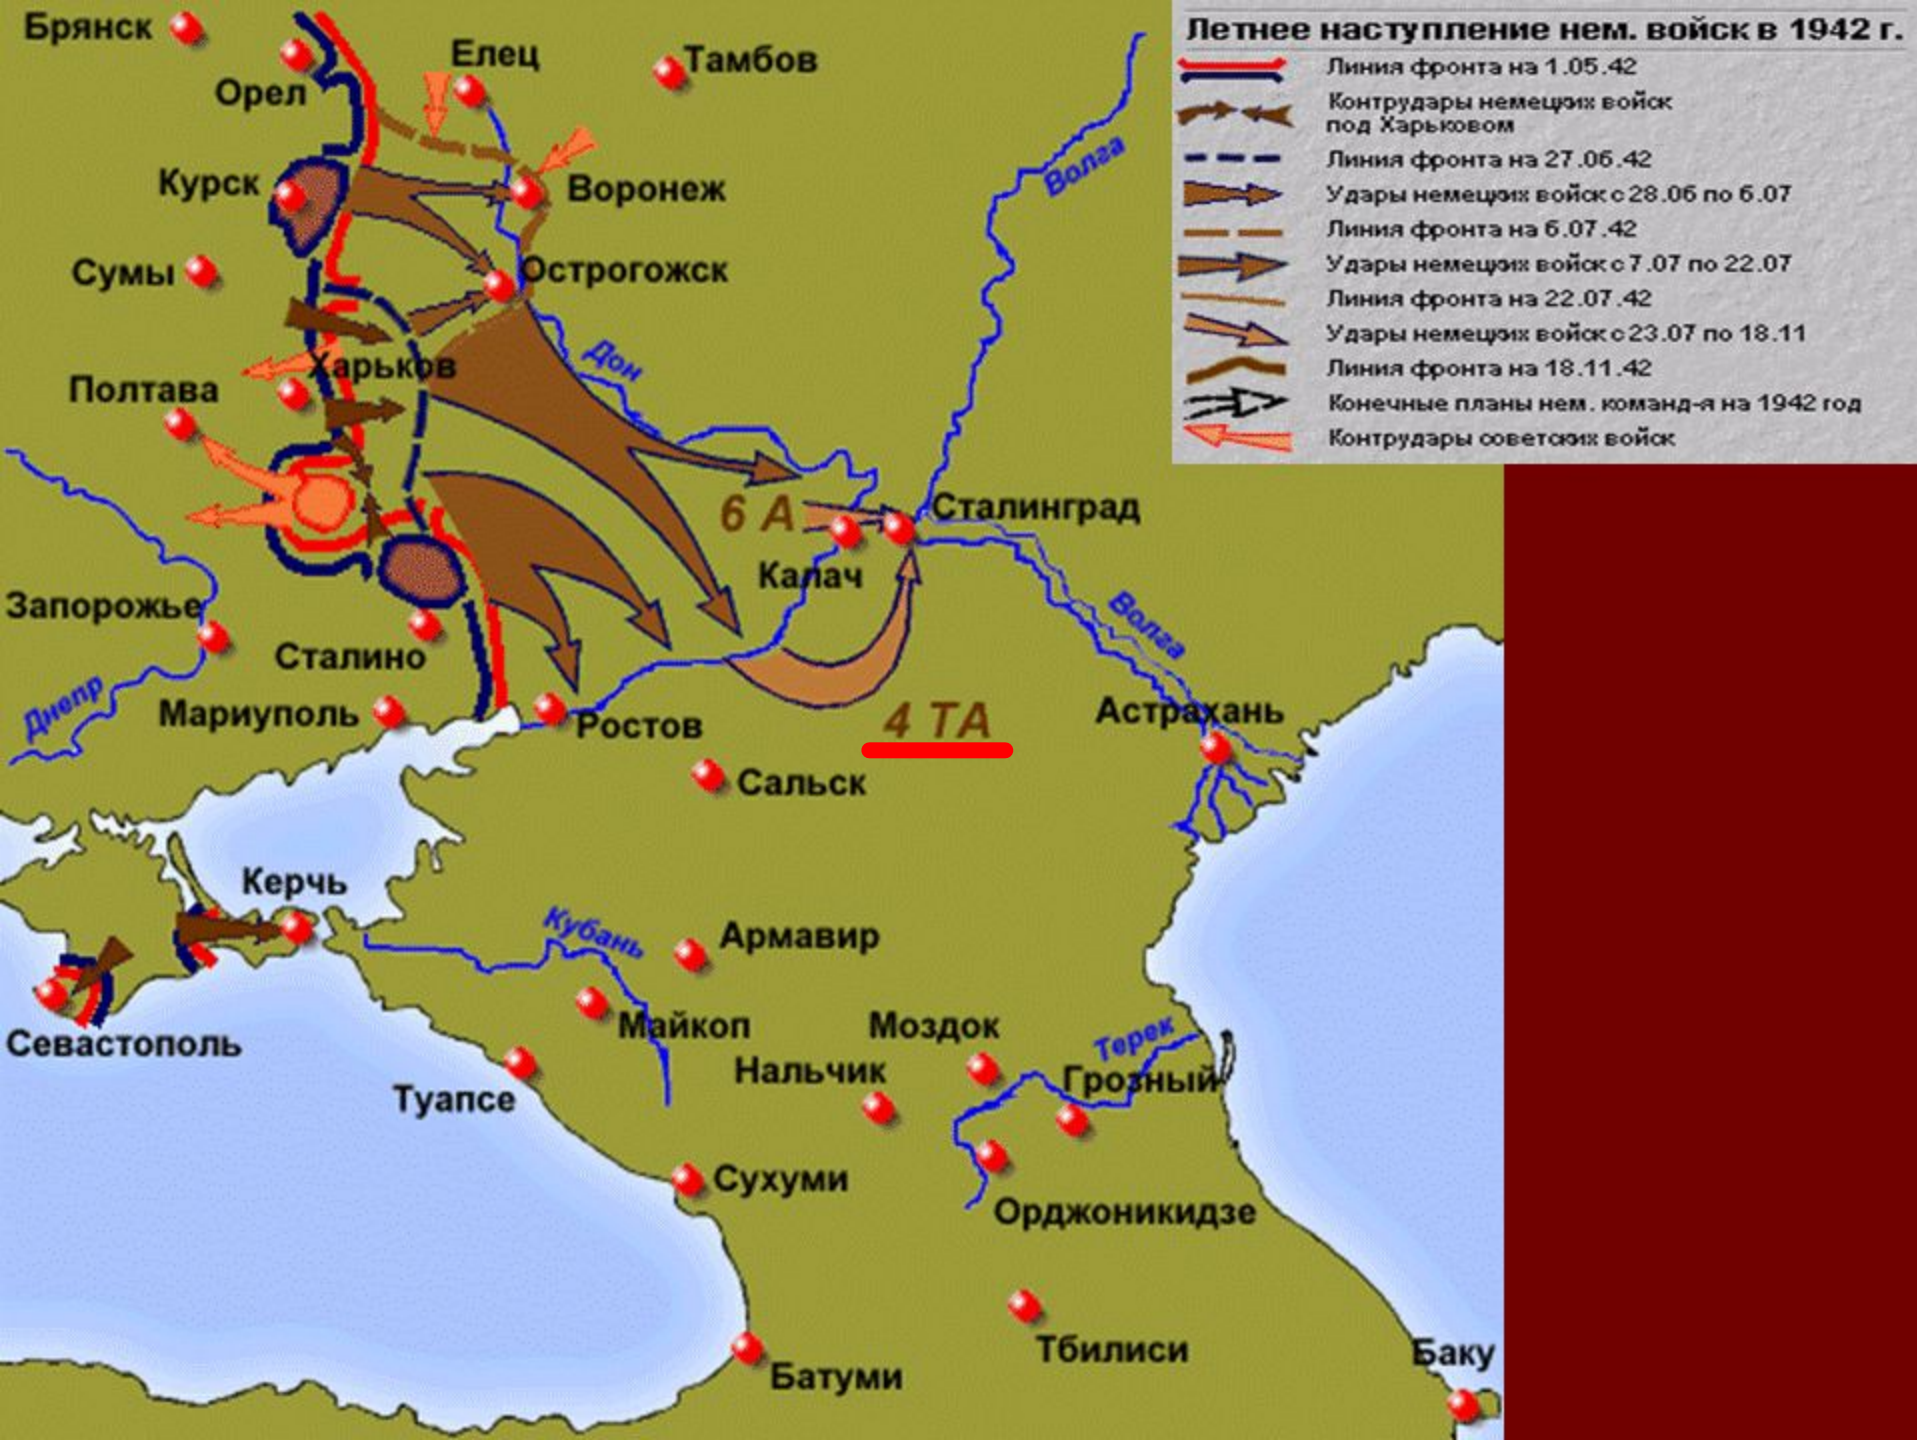 Летнее наступление нем. войск в 1942 г.
Линия фронта на 1.05.42
Контрудары немецких войск
под Харьковом
Линия фронта на 27.06.42
Удары немецких войск с 28.06 по 6.07
Линия фронта на 6.07.42
Удары немецких войск с 7.07 по 22.07
Линия фронта на 22.07.42
Удары немецких войск с 23.07 по 18.11
Линия фронта на 18.11.42
Конечные планы нем. команд-я на 1942 год
Контрудары советских войск
Брянск
Елец
Тамбов
Орел
Волга
Курск
Воронеж
Сумы
Острогожск
Дон
Харьков
Полтава
6 А
Сталинград
Калач
Запорожье
Волга
Сталино
Днепр
Мариуполь
Ростов
4 ТА
Астрахань
Сальск
Керчь
Кубань
Армавир
Майкоп
Моздок
Терек
Севастополь
Нальчик
Грозный
Туапсе
Сухуми
Орджоникидзе
Тбилиси
Баку
Батуми